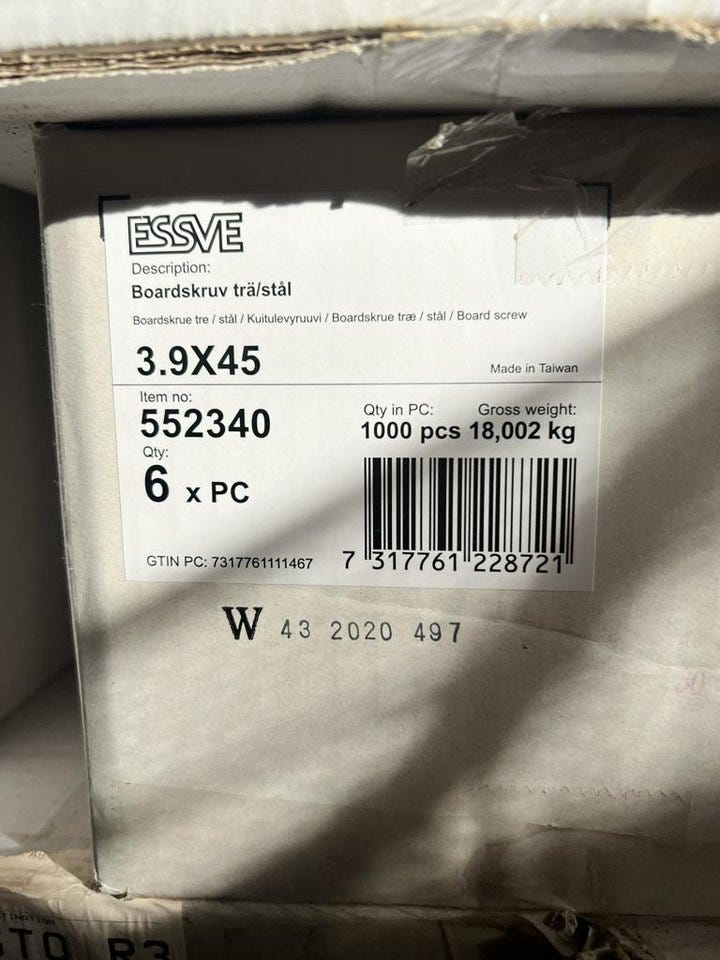 ESSVE
Description:
Boardskruv trä/stål
Boardskrue tre / stål / Kuitulevyruuvi / Boardskrue træ / stål / Board screw
3.9X45
Made in Taiwan
Item no:
552340
Qty in PC: Gross weight:
1000 pcs 18,002 kg
Qty:
6 x PC
GTIN PC: 7317761111467
7 317761 228721
W 43 2020 497
30
R3